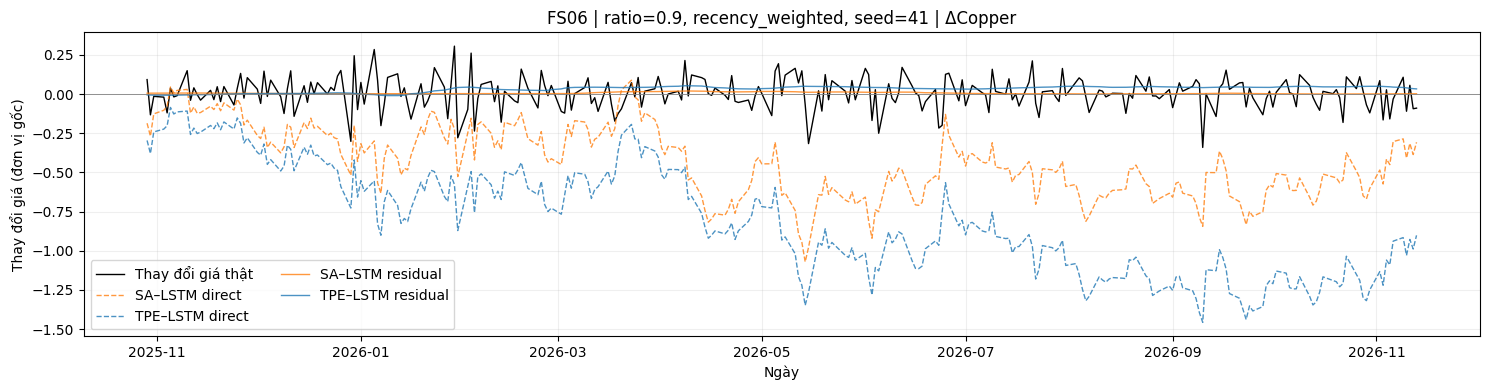 FS06 | ratio=0.9, recency_weighted, seed=41 | ΔCopper
Thay đổi giá (đơn vị gốc)
0.25
0.00
−0.25
−0.50
−0.75
−1.00
−1.25
−1.50
Thay đổi giá thật
SA–LSTM direct
TPE–LSTM direct
SA–LSTM residual
TPE–LSTM residual
2025-11
2026-01
2026-03
2026-05
2026-07
2026-09
2026-11
Ngày